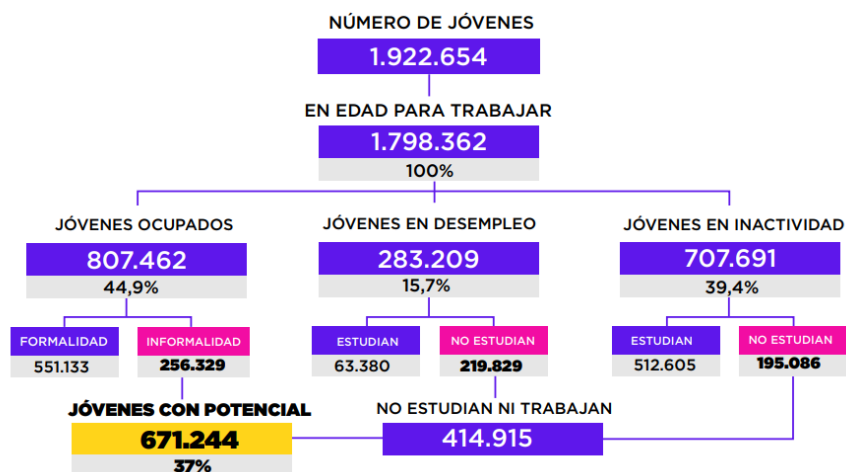 NÚMERO DE JÓVENES
1.922.654
EN EDAD PARA TRABAJAR
1.798.362
100%
JÓVENES OCUPADOS
807.462
44,9%
JÓVENES EN DESEMPLEO
283.209
15,7%
JÓVENES EN INACTIVIDAD
707.691
39,4%
FORMALIDAD
551.133
INFORMALIDAD
256.329
ESTUDIAN
63.380
NO ESTUDIAN
219.829
ESTUDIAN
512.605
NO ESTUDIAN
195.086
JÓVENES CON POTENCIAL
671.244
37%
NO ESTUDIAN NI TRABAJAN
414.915